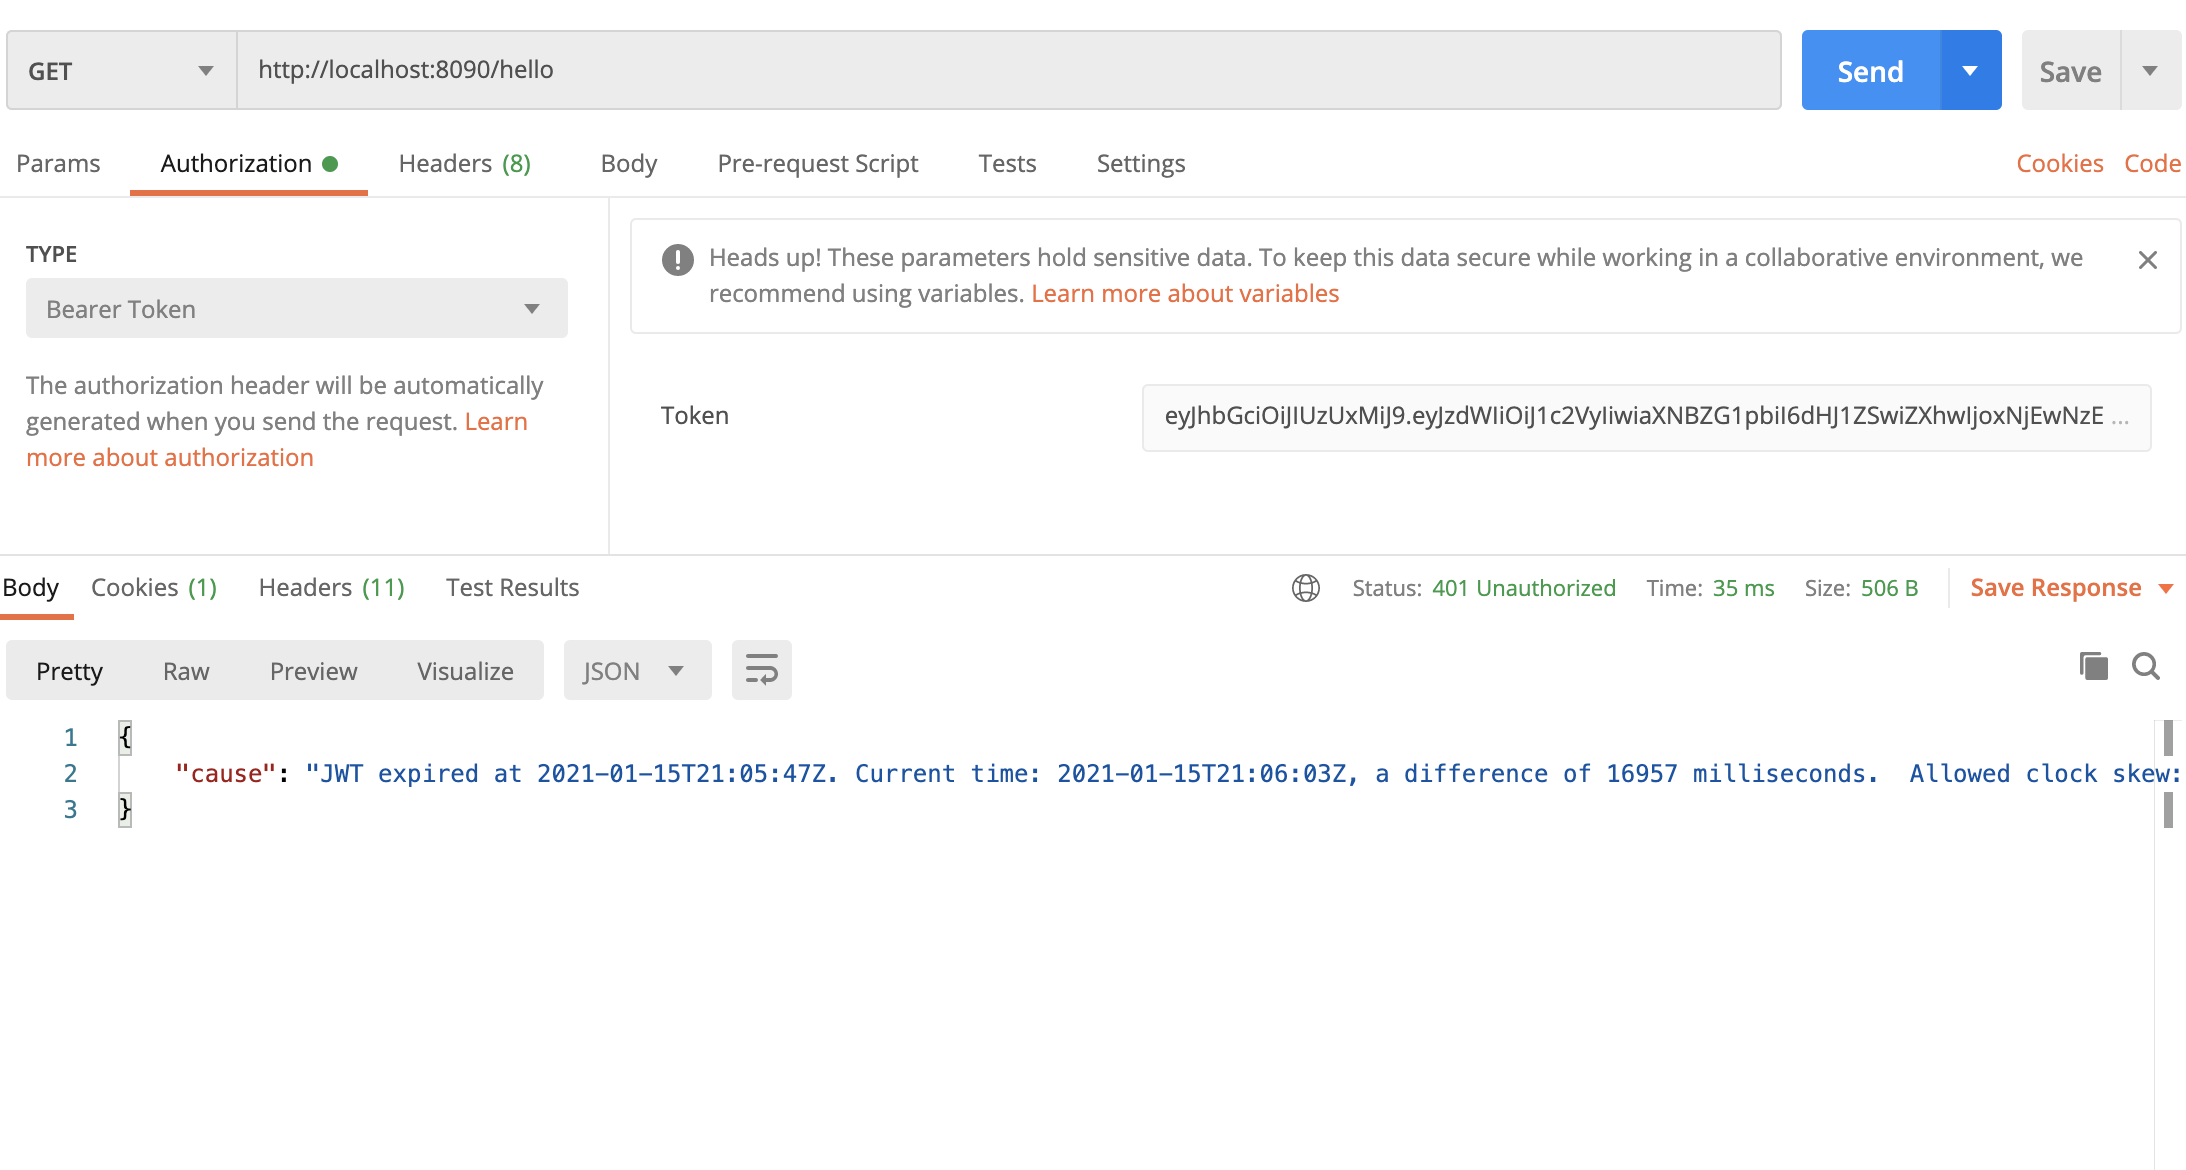 GET http://localhost:8090/hello Send Save
Params Authorization Headers (8) Body Pre-request Script Tests Settings Cookies Code
TYPE
Bearer Token
The authorization header will be automatically
generated when you send the request. Learn
more about authorization
Heads up! These parameters hold sensitive data. To keep this data secure while working in a collaborative environment, we
recommend using variables. Learn more about variables
Token eyJhbGciOiJIUzUxMiJ9.eyJzdWIiOiJ1c2VyIiwiaXNBZG1pbiI6dHJ1ZSwiZXhwIjoxNjEwNzE ...
Body Cookies (1) Headers (11) Test Results Status: 401 Unauthorized Time: 35 ms Size: 506 B Save Response
Pretty Raw Preview Visualize JSON
1 {
2 "cause": "JWT expired at 2021-01-15T21:05:47Z. Current time: 2021-01-15T21:06:03Z, a difference of 16957 milliseconds.  Allowed clock skew:
3 }